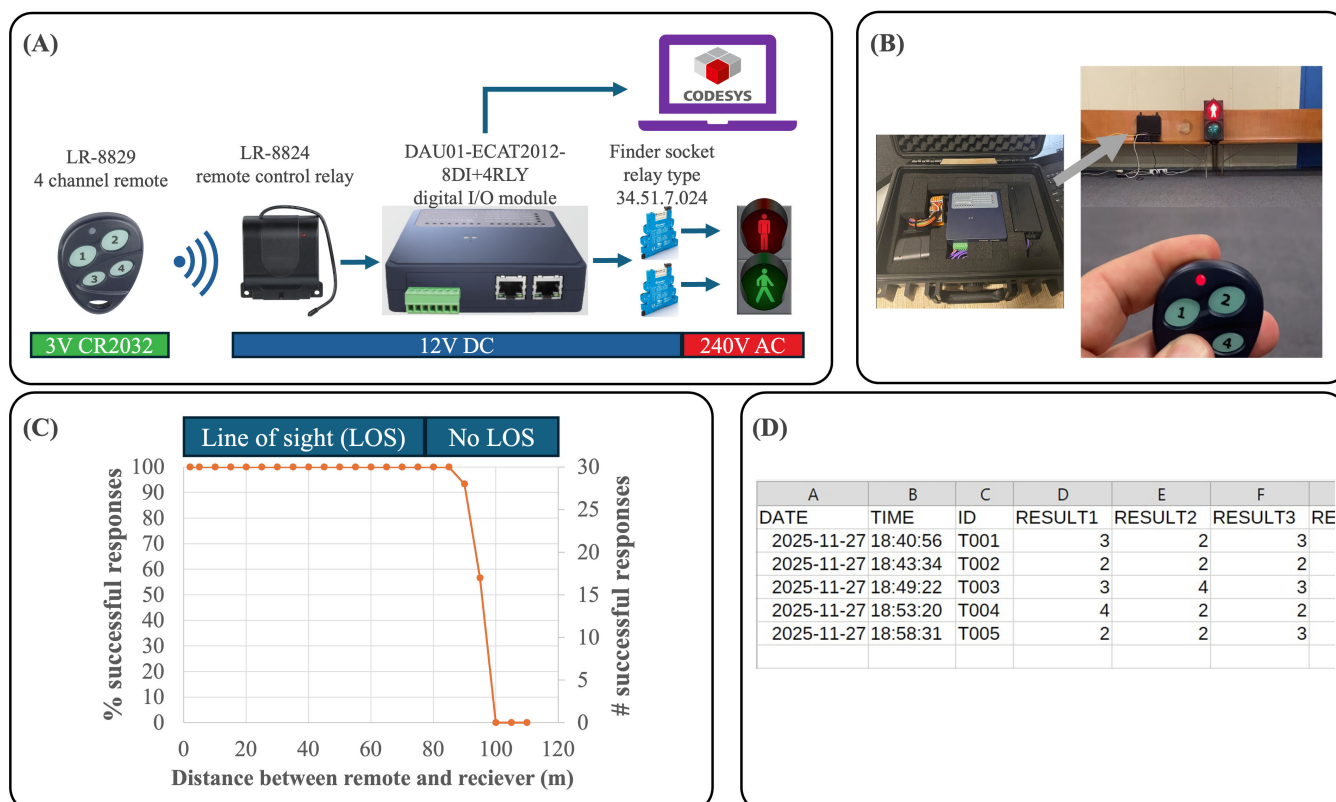 (A)
CODESYS
LR-8829
4 channel remote
LR-8824
remote control relay
DAU01-ECAT2012-
8DI+4RLY
digital I/O module
Finder socket
relay type
34.51.7.024
1 2
3 4
3V CR2032
12V DC
240V AC
(B)
1 2
4
(C)
Line of sight (LOS)
No LOS
% successful responses
100
90
80
70
60
50
40
30
20
10
0
30
25
20
15
10
5
0
# successful responses
0 20 40 60 80 100 120
Distance between remote and reciever (m)
(D)
A B C D E F
DATE TIME ID RESULT1 RESULT2 RESULT3 RE
2025-11-27 18:40:56 T001 3 2 3
2025-11-27 18:43:34 T002 2 2 2
2025-11-27 18:49:22 T003 3 4 3
2025-11-27 18:53:20 T004 4 2 2
2025-11-27 18:58:31 T005 2 2 3